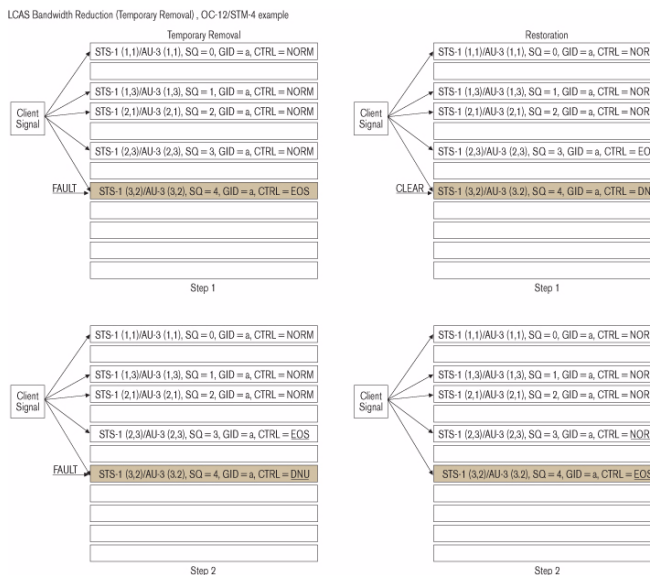 LCAS Bandwidth Reduction (Temporary Removal) , OC-12/STM-4 example
Temporary Removal
STS-1 (1,1)/AU-3 (1,1), SQ = 0, GID = a, CTRL = NORM
STS-1 (1,3)/AU-3 (1,3), SQ = 1, GID = a, CTRL = NORM
Client
Signal
STS-1 (2,1)/AU-3 (2,1), SQ = 2, GID = a, CTRL = NORM
STS-1 (2,3)/AU-3 (2,3), SQ = 3, GID = a, CTRL = NORM
FAULT
STS-1 (3,2)/AU-3 (3,2), SQ = 4, GID = a, CTRL = EOS
Step 1
Restoration
STS-1 (1,1)/AU-3 (1,1), SQ = 0, GID = a, CTRL = NOR
STS-1 (1,3)/AU-3 (1,3), SQ = 1, GID = a, CTRL = NOR
Client
Signal
STS-1 (2,1)/AU-3 (2,1), SQ = 2, GID = a, CTRL = NOR
STS-1 (2,3)/AU-3 (2,3), SQ = 3, GID = a, CTRL = EO
CLEAR
STS-1 (3,2)/AU-3 (3.2), SQ = 4, GID = a, CTRL = DN
Step 1
STS-1 (1,1)/AU-3 (1,1), SQ = 0, GID = a, CTRL = NORM
STS-1 (1,3)/AU-3 (1,3), SQ = 1, GID = a, CTRL = NORM
Client
Signal
STS-1 (2,1)/AU-3 (2,1), SQ = 2, GID = a, CTRL = NORM
STS-1 (2,3)/AU-3 (2,3), SQ = 3, GID = a, CTRL = EOS
FAULT
STS-1 (3,2)/AU-3 (3.2), SQ = 4, GID = a, CTRL = DNU
Step 2
STS-1 (1,1)/AU-3 (1,1), SQ = 0, GID = a, CTRL = NOR
STS-1 (1,3)/AU-3 (1,3), SQ = 1, GID = a, CTRL = NOR
Client
Signal
STS-1 (2,1)/AU-3 (2,1), SQ = 2, GID = a, CTRL = NOR
STS-1 (2,3)/AU-3 (2,3), SQ = 3, GID = a, CTRL = NOR
STS-1 (3,2)/AU-3 (3.2), SQ = 4, GID = a, CTRL = EOS
Step 2